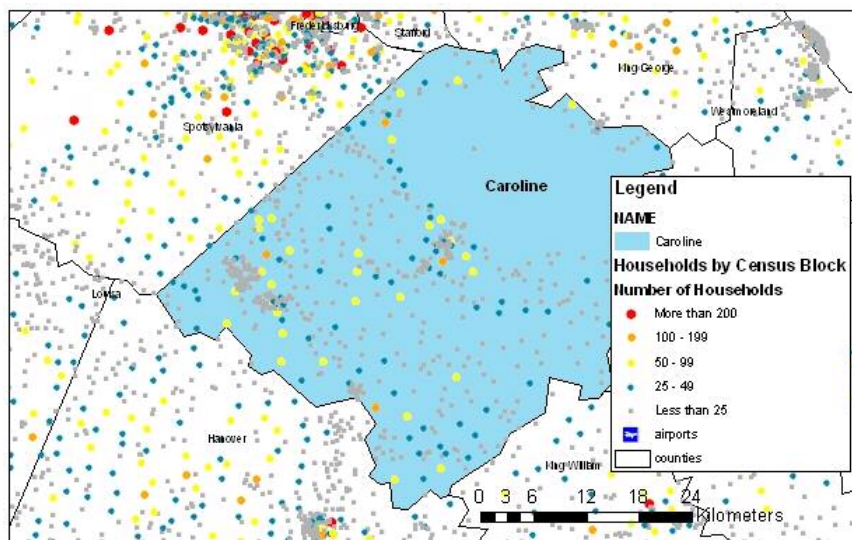 Fredericksburg
Stafford
King George
Westmoreland
Spotsylvania
Caroline
Louisa
Hanover
King William
Legend
NAME
Caroline
Households by Census Block
Number of Households
More than 200
100 - 199
50 - 99
25 - 49
Less than 25
airports
counties
0 3 6 12 18 24
Kilometers